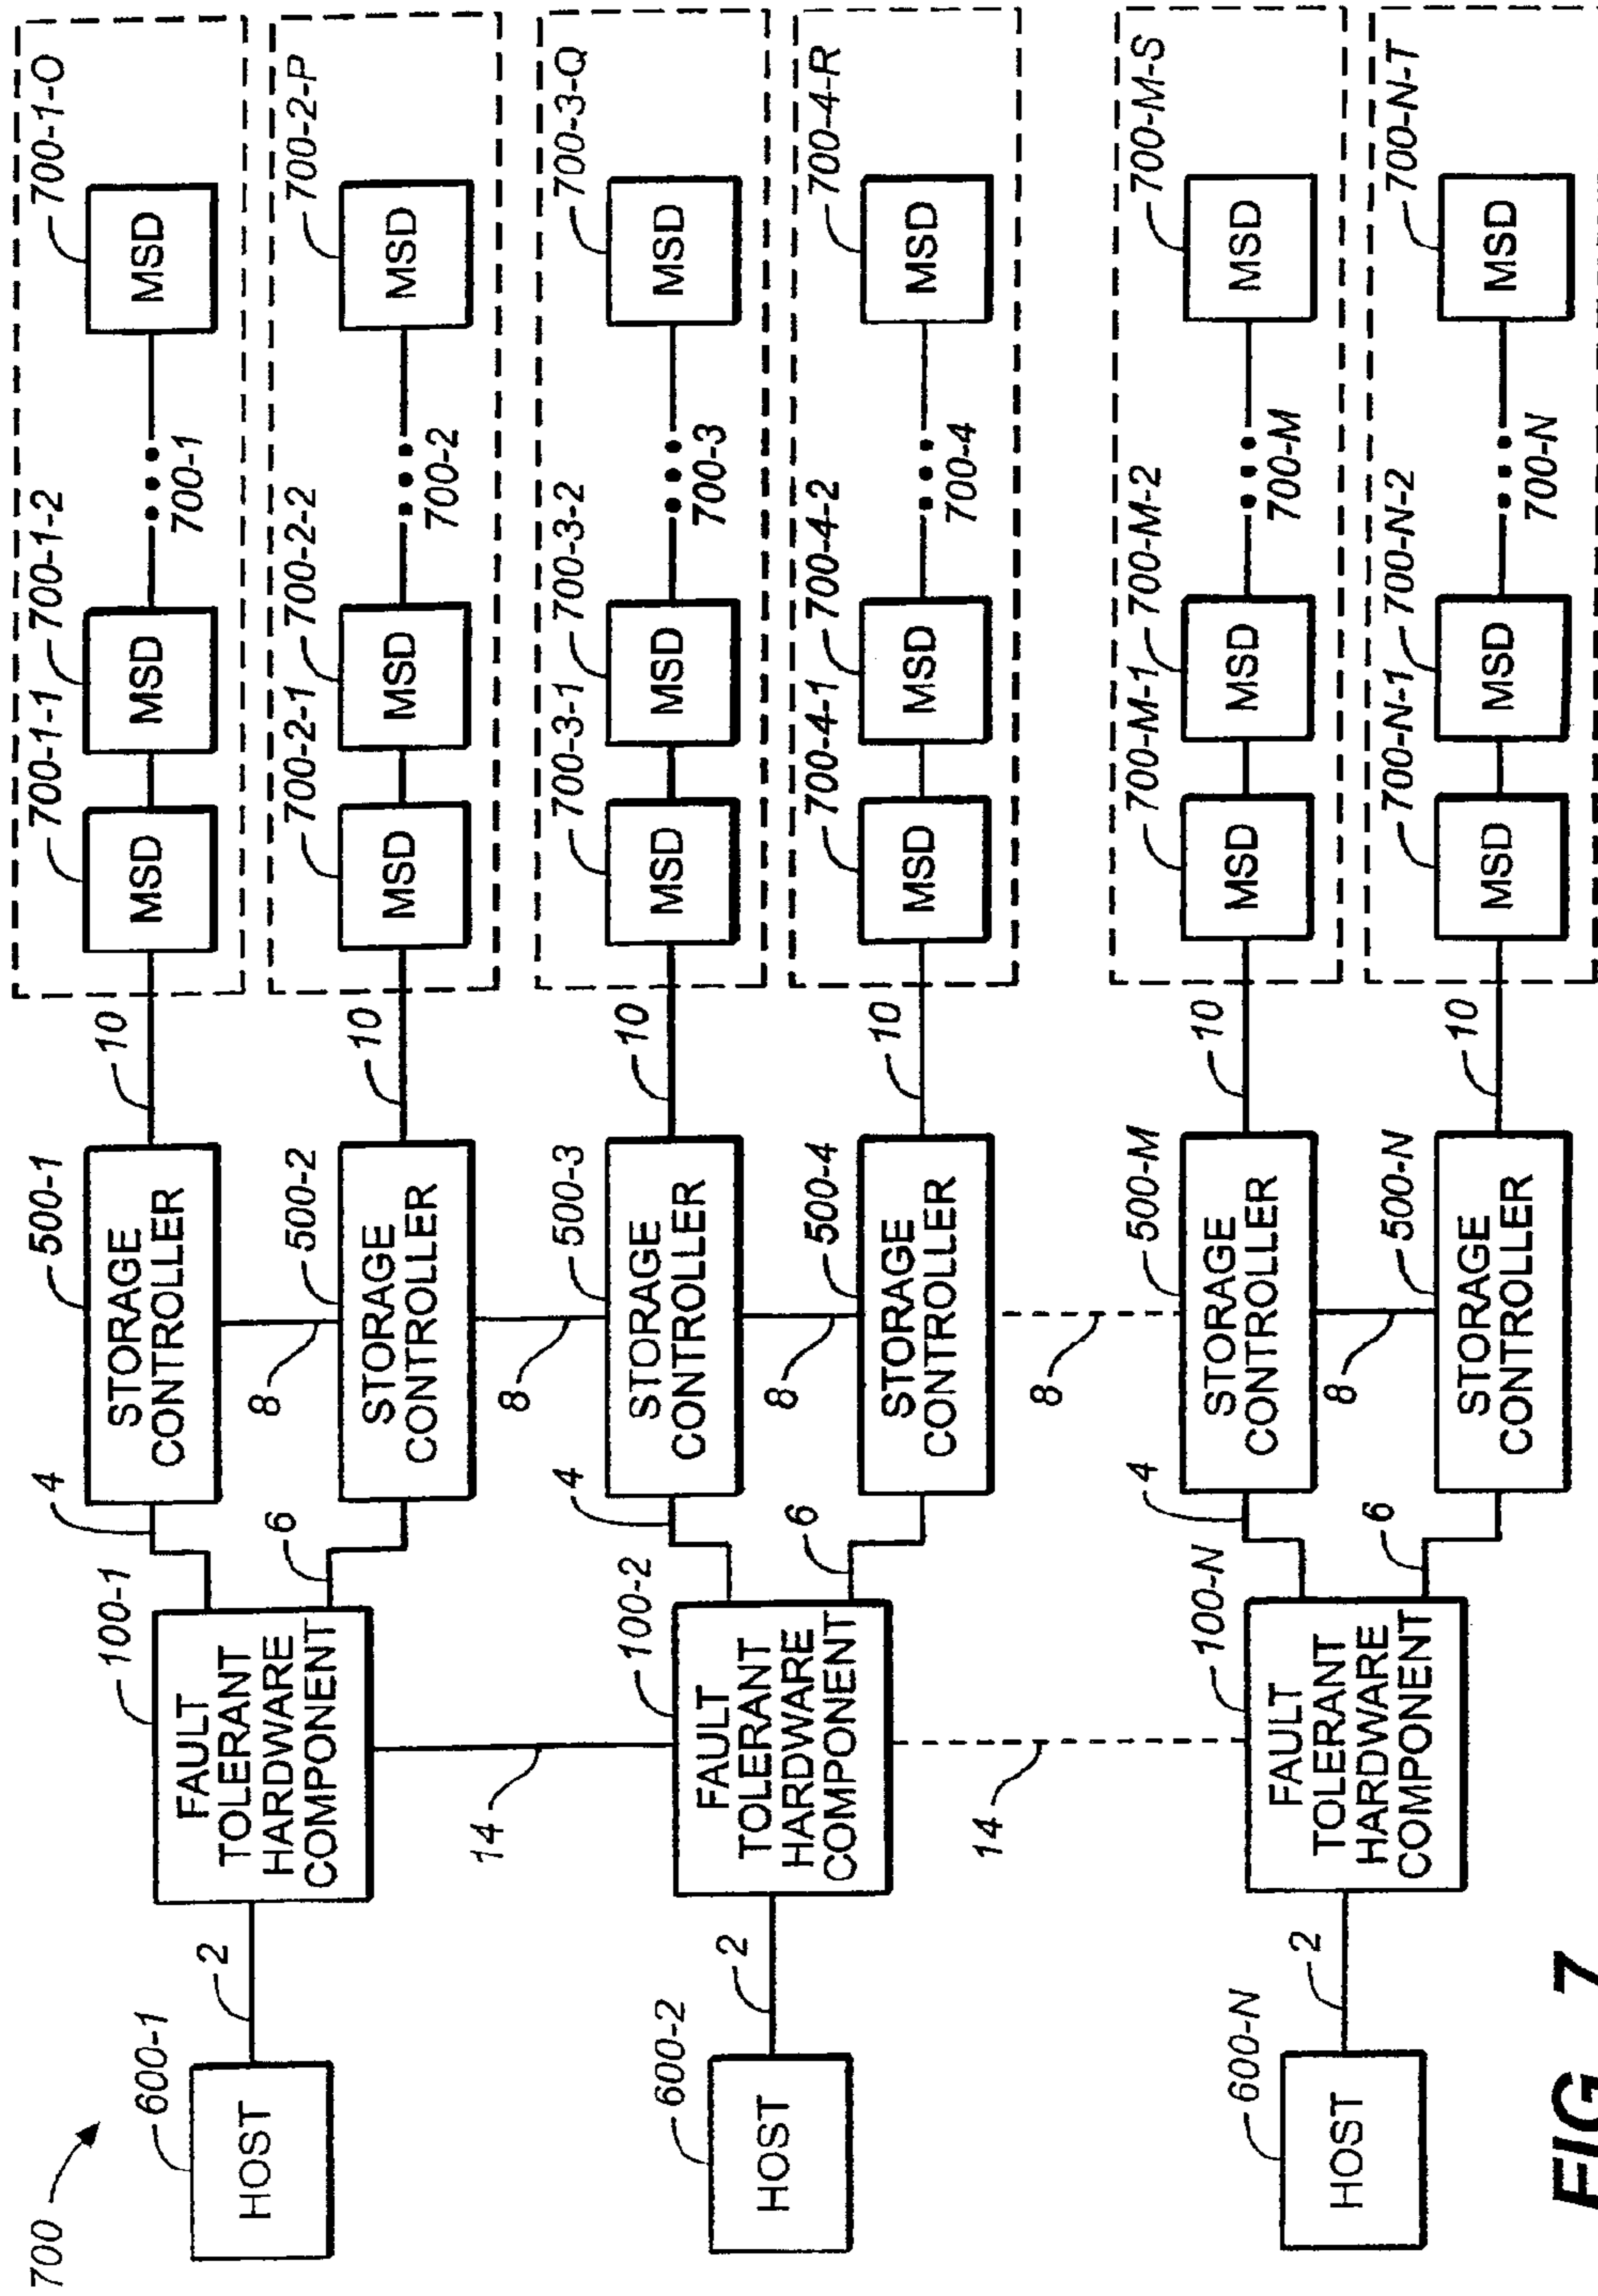 700
600-1
HOST
2
100-1
FAULT
TOLERANT
HARDWARE
COMPONENT
4
6
500-1
STORAGE
CONTROLLER
10
700-1-1
MSD
700-1-2
MSD
700-1
700-1-O
MSD
8
500-2
STORAGE
CONTROLLER
10
700-2-1
MSD
700-2-2
MSD
700-2
700-2-P
MSD
14
8
600-2
HOST
2
100-2
FAULT
TOLERANT
HARDWARE
COMPONENT
4
6
500-3
STORAGE
CONTROLLER
10
700-3-1
MSD
700-3-2
MSD
700-3
700-3-Q
MSD
8
500-4
STORAGE
CONTROLLER
10
700-4-1
MSD
700-4-2
MSD
700-4
700-4-R
MSD
14
8
600-N
HOST
2
100-N
FAULT
TOLERANT
HARDWARE
COMPONENT
4
6
500-M
STORAGE
CONTROLLER
10
700-M-1
MSD
700-M-2
MSD
700-M
700-M-S
MSD
8
500-N
STORAGE
CONTROLLER
10
700-N-1
MSD
700-N-2
MSD
700-N
700-N-T
MSD
FIG_7